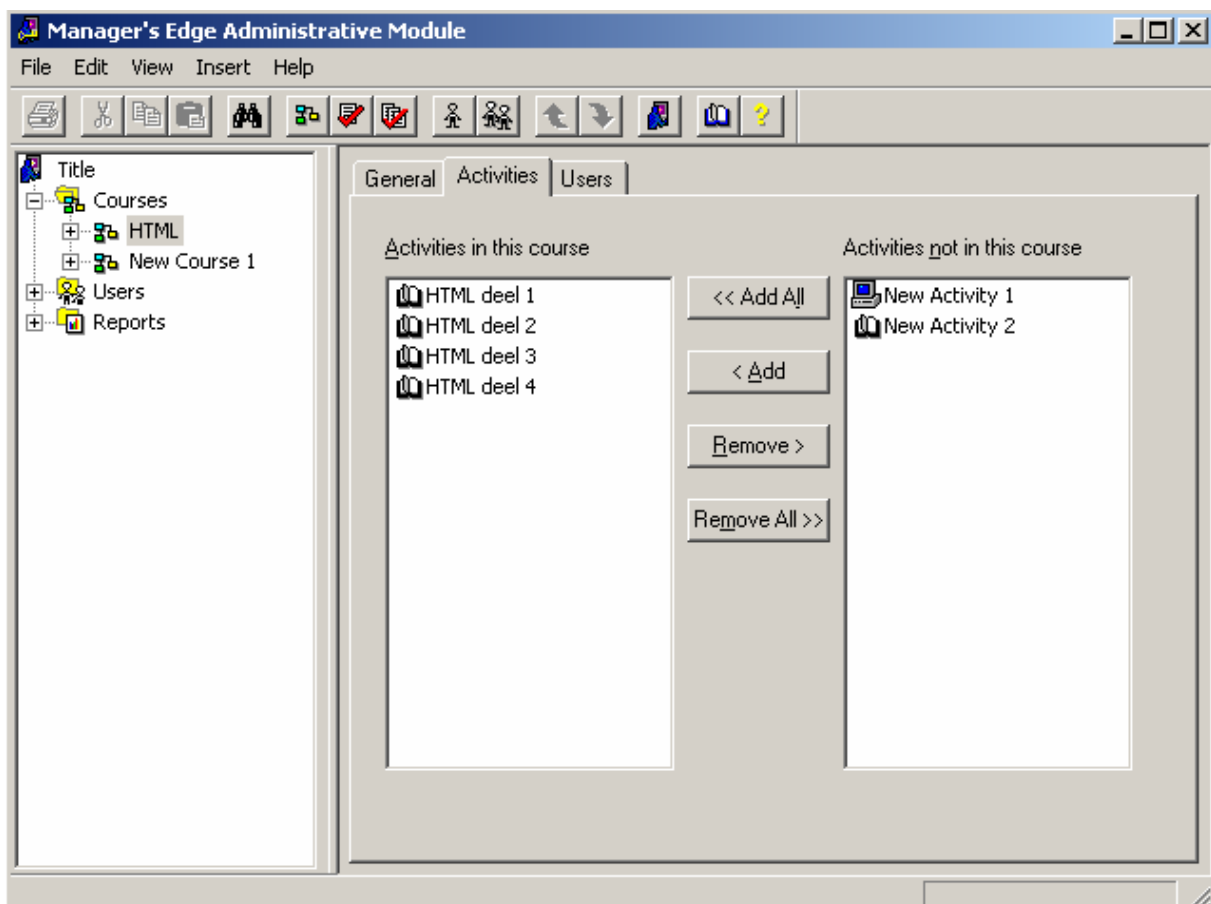 Manager's Edge Administrative Module
File Edit View Insert Help
Title
Courses
HTML
New Course 1
Users
Reports
General Activities Users
Activities in this course
HTML deel 1
HTML deel 2
HTML deel 3
HTML deel 4
<< Add All
< Add
Remove >
Remove All >>
Activities not in this course
New Activity 1
New Activity 2